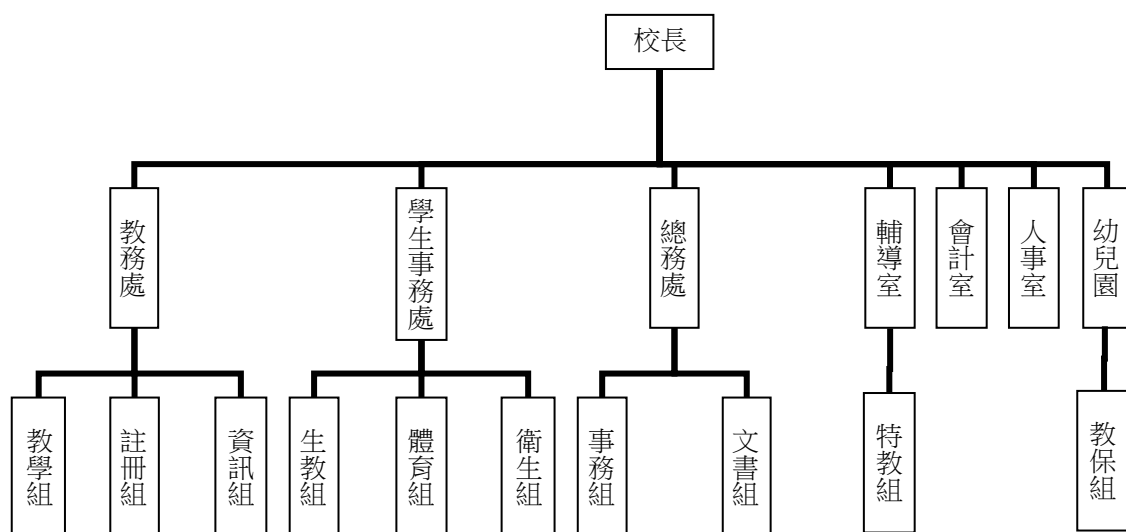 校長
教務處
學生事務處
總務處
輔導室
會計室
人事室
幼兒園
教學組
註冊組
資訊組
生教組
體育組
衛生組
事務組
文書組
特教組
教保組